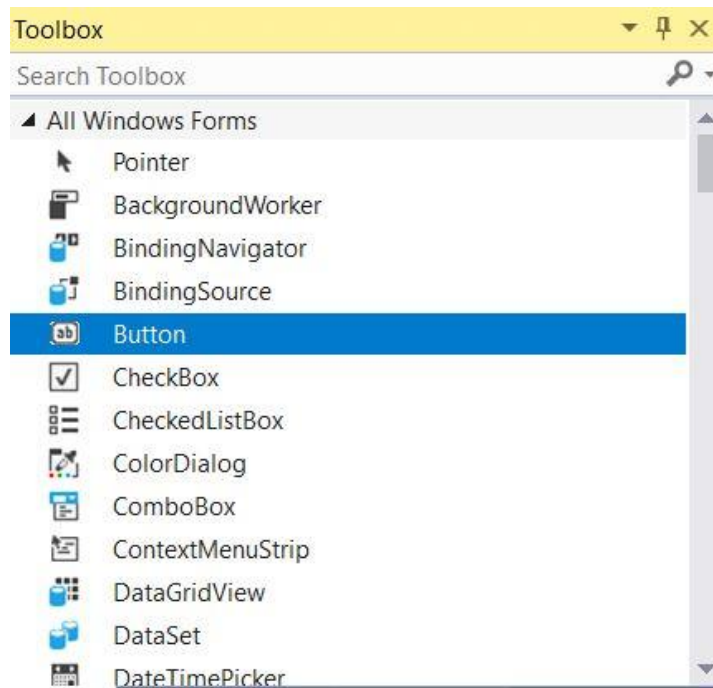 Toolbox
Search Toolbox
All Windows Forms
Pointer
BackgroundWorker
BindingNavigator
BindingSource
Button
CheckBox
CheckedListBox
ColorDialog
ComboBox
ContextMenuStrip
DataGridView
DataSet
DateTimePicker